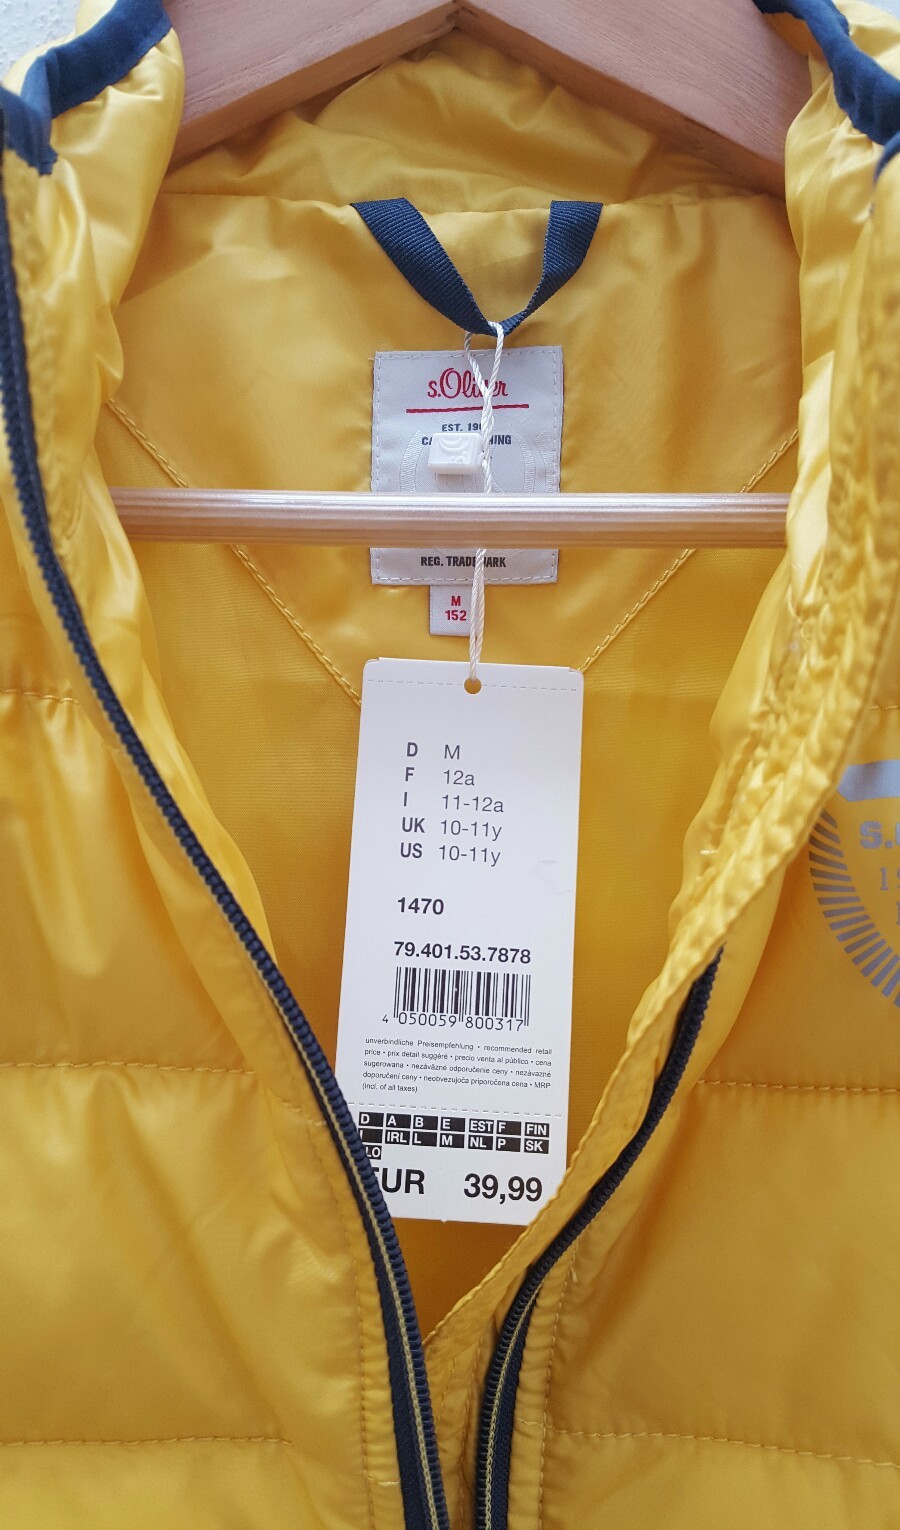 s.Oliver
EST. 19
REG. TRADEMARK
M
152
D M
F 12a
I 11-12a
UK 10-11y
US 10-11y
1470
79.401.53.7878
4 050059 800317
unverbindliche Preisempfehlung • recommended retail
price • prix detail suggéré • precio venta al público • cena
sugerowana • nezáväzné odporučenie ceny • nezávazné
doporučení ceny • neobvezujoča priporočena cena • MRP
(incl. of all taxes)
D A B E EST F FIN
I IRL L M NL P SK
SLO
EUR 39,99